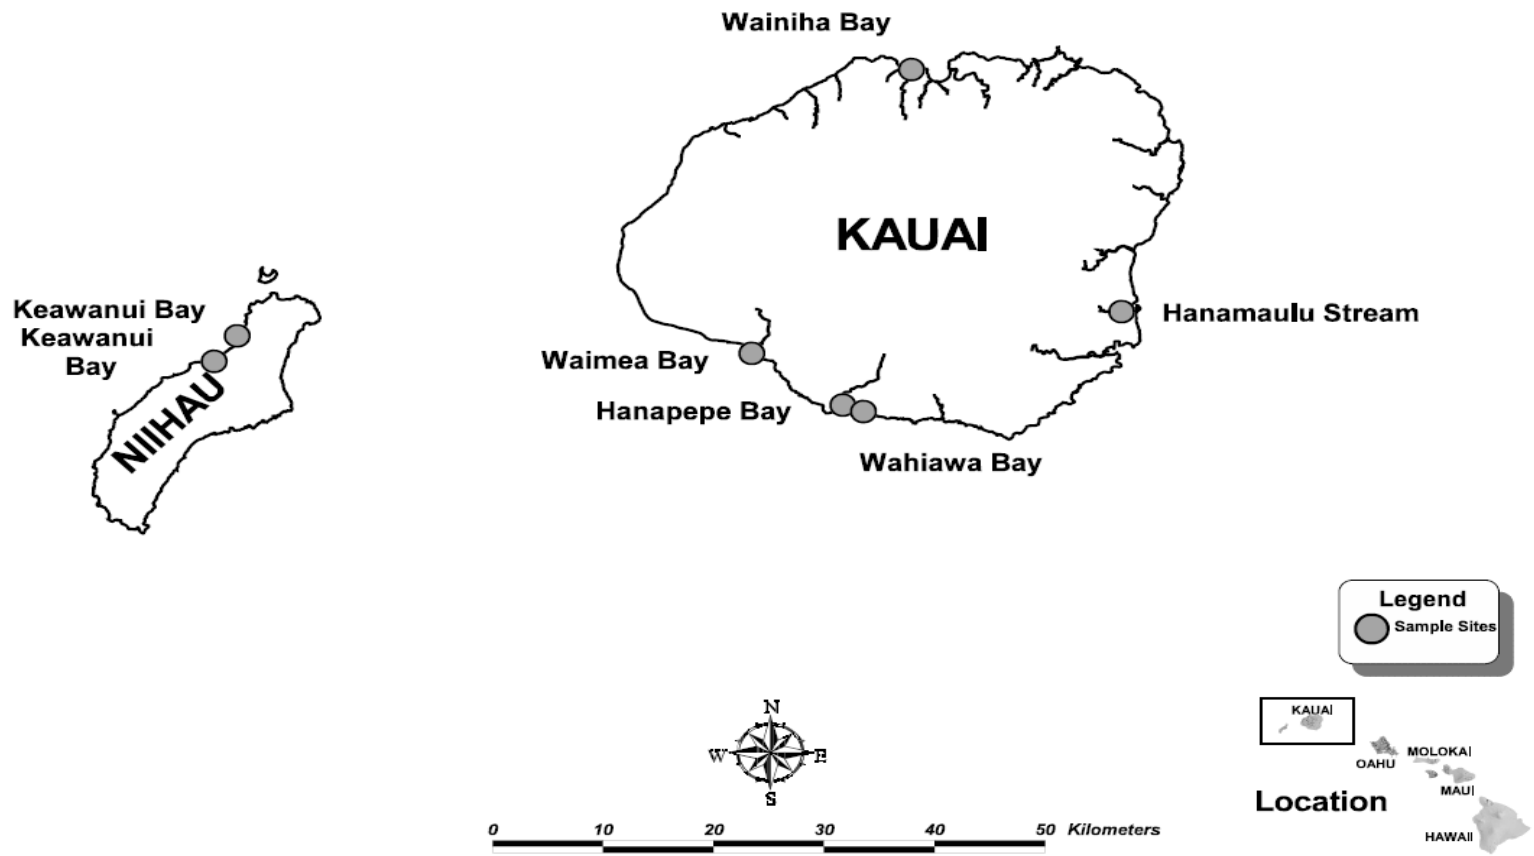 Wainiha Bay
KAUAI
Keawanui Bay
Keawanui
Bay
NIIHAU
Hanamaulu Stream
Waimea Bay
Hanapepe Bay
Wahiawa Bay
Legend
Sample Sites
N
W E
S
KAUAI
OAHU
MOLOKAI
MAUI
HAWAII
Location
0 10 20 30 40 50 Kilometers